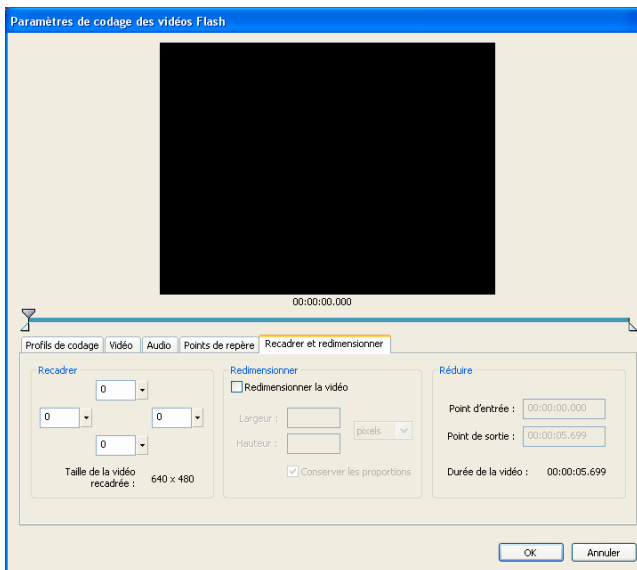 Paramètres de codage des vidéos Flash
00:00:00.000
Profils de codage Vidéo Audio Points de repère Recadrer et redimensionner
Recadrer
0
0 0
0
Taille de la vidéo
recadrée : 640 x 480
Redimensionner
Redimensionner la vidéo
Largeur :
pixels
Hauteur :
Conserver les proportions
Réduire
Point d'entrée : 00:00:00.000
Point de sortie : 00:00:05.699
Durée de la vidéo : 00:00:05.699
OK Annuler